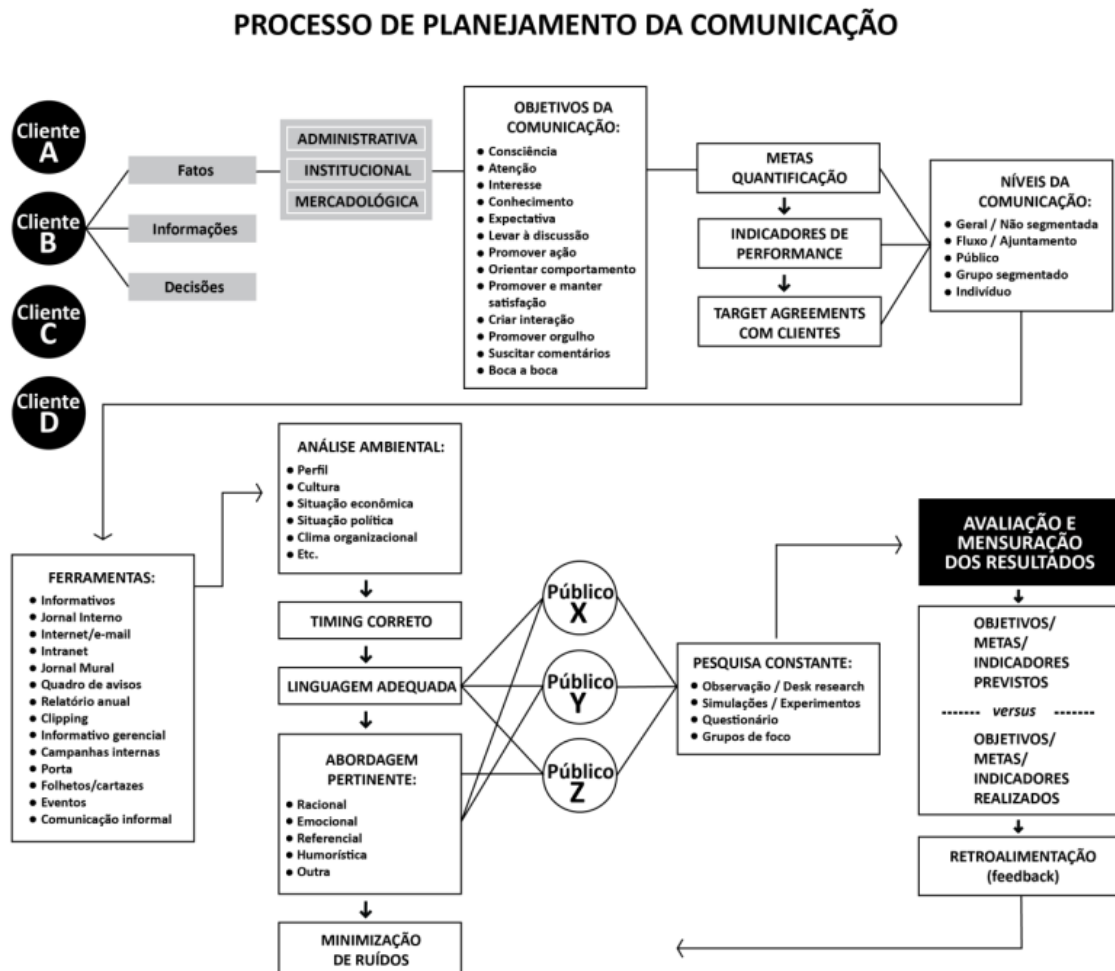 PROCESSO DE PLANEJAMENTO DA COMUNICAÇÃO
Cliente
A
Cliente
B
Cliente
C
Cliente
D
Fatos
Informações
Decisões
ADMINISTRATIVA
INSTITUCIONAL
MERCADOLÓGICA
OBJETIVOS DA
COMUNICAÇÃO:
● Consciência
● Atenção
● Interesse
● Conhecimento
● Expectativa
● Levar à discussão
● Promover ação
● Orientar comportamento
● Promover e manter
satisfação
● Criar interação
● Promover orgulho
● Suscitar comentários
● Boca a boca
METAS
QUANTIFICAÇÃO
INDICADORES DE
PERFORMANCE
TARGET AGREEMENTS
COM CLIENTES
NÍVEIS DA
COMUNICAÇÃO:
● Geral / Não segmentada
● Fluxo / Ajuntamento
● Público
● Grupo segmentado
● Indivíduo
FERRAMENTAS:
● Informativos
● Jornal Interno
● Internet/e-mail
● Intranet
● Jornal Mural
● Quadro de avisos
● Relatório anual
● Clipping
● Informativo gerencial
● Campanhas internas
● Porta
● Folhetos/cartazes
● Eventos
● Comunicação informal
ANÁLISE AMBIENTAL:
● Perfil
● Cultura
● Situação econômica
● Situação política
● Clima organizacional
● Etc.
TIMING CORRETO
LINGUAGEM ADEQUADA
ABORDAGEM
PERTINENTE:
● Racional
● Emocional
● Referencial
● Humorística
● Outra
MINIMIZAÇÃO
DE RUÍDOS
Público
X
Público
Y
Público
Z
PESQUISA CONSTANTE:
● Observação / Desk research
● Simulações / Experimentos
● Questionário
● Grupos de foco
AVALIAÇÃO E
MENSURAÇÃO
DOS RESULTADOS
OBJETIVOS/
METAS/
INDICADORES
PREVISTOS
------- versus -------
OBJETIVOS/
METAS/
INDICADORES
REALIZADOS
RETROALIMENTAÇÃO
(feedback)